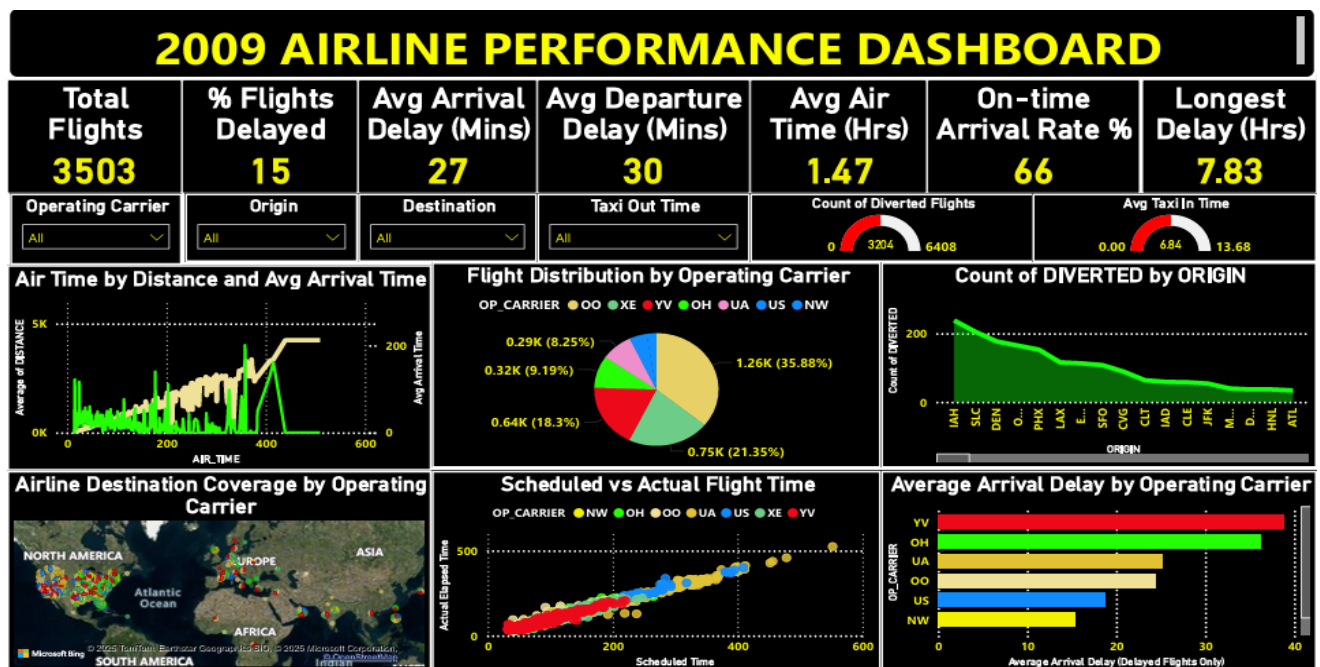 2009 AIRLINE PERFORMANCE DASHBOARD
Total
Flights
3503
% Flights
Delayed
15
Avg Arrival
Delay (Mins)
27
Avg Departure
Delay (Mins)
30
Avg Air
Time (Hrs)
1.47
On-time
Arrival Rate %
66
Longest
Delay (Hrs)
7.83
Operating Carrier
All
Origin
All
Destination
All
Taxi Out Time
All
Count of Diverted Flights
0
3204
6408
Avg Taxi In Time
0.00
6.84
13.68
Air Time by Distance and Avg Arrival Time
Average of DISTANCE
5K
0K
0
200
400
600
AIR_TIME
200
0
Avg Arrival Time
Flight Distribution by Operating Carrier
OP_CARRIER OO XE YV OH UA US NW
0.29K (8.25%)
0.32K (9.19%)
0.64K (18.3%)
1.26K (35.88%)
0.75K (21.35%)
Count of DIVERTED by ORIGIN
Count of DIVERTED
200
0
IAH
SLC
DEN
O...
PHX
LAX
E...
SFO
CVG
CLT
IAD
CLE
JFK
M...
D...
HNL
ATL
ORIGIN
Airline Destination Coverage by Operating
Carrier
NORTH AMERICA
EUROPE
ASIA
Atlantic
Ocean
AFRICA
SOUTH AMERICA
Indian
Microsoft Bing
© 2025 TomTom, Earthstar Geographics SIO, © 2025 Microsoft Corporation,
© OpenStreetMap
Scheduled vs Actual Flight Time
OP_CARRIER NW OH OO UA US XE YV
Actual Elapsed Time
500
0
0
200
400
600
Scheduled Time
Average Arrival Delay by Operating Carrier
OP_CARRIER
YV
OH
UA
OO
US
NW
0
10
20
30
40
Average Arrival Delay (Delayed Flights Only)